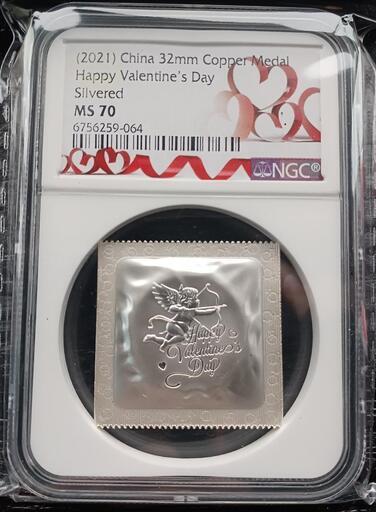 (2021) China 32mm Copper Medal
Happy Valentine's Day
Silvered
MS 70
6756259-064
NGC®
Happy
Valentine's
Day